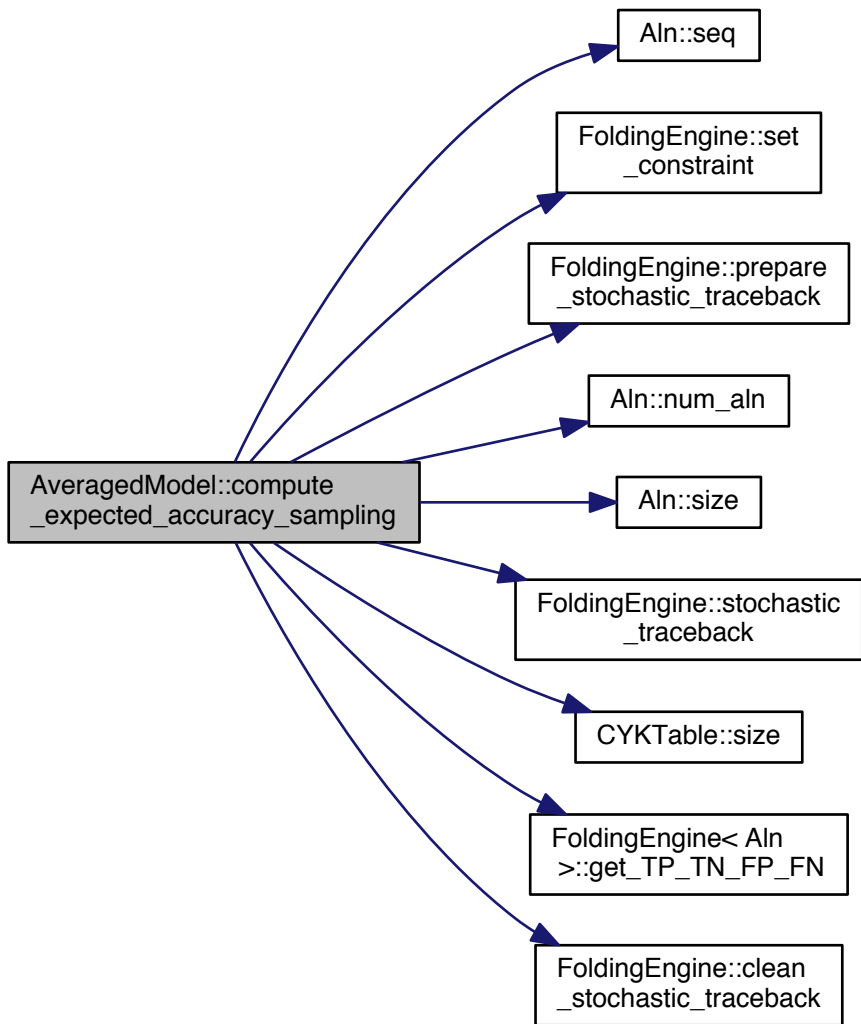 Aln::seq
FoldingEngine::set
_constraint
FoldingEngine::prepare
_stochastic_traceback
Aln::num_aln
AveragedModel::compute
_expected_accuracy_sampling
Aln::size
FoldingEngine::stochastic
_traceback
CYKTable::size
FoldingEngine< Aln
>::get_TP_TN_FP_FN
FoldingEngine::clean
_stochastic_traceback